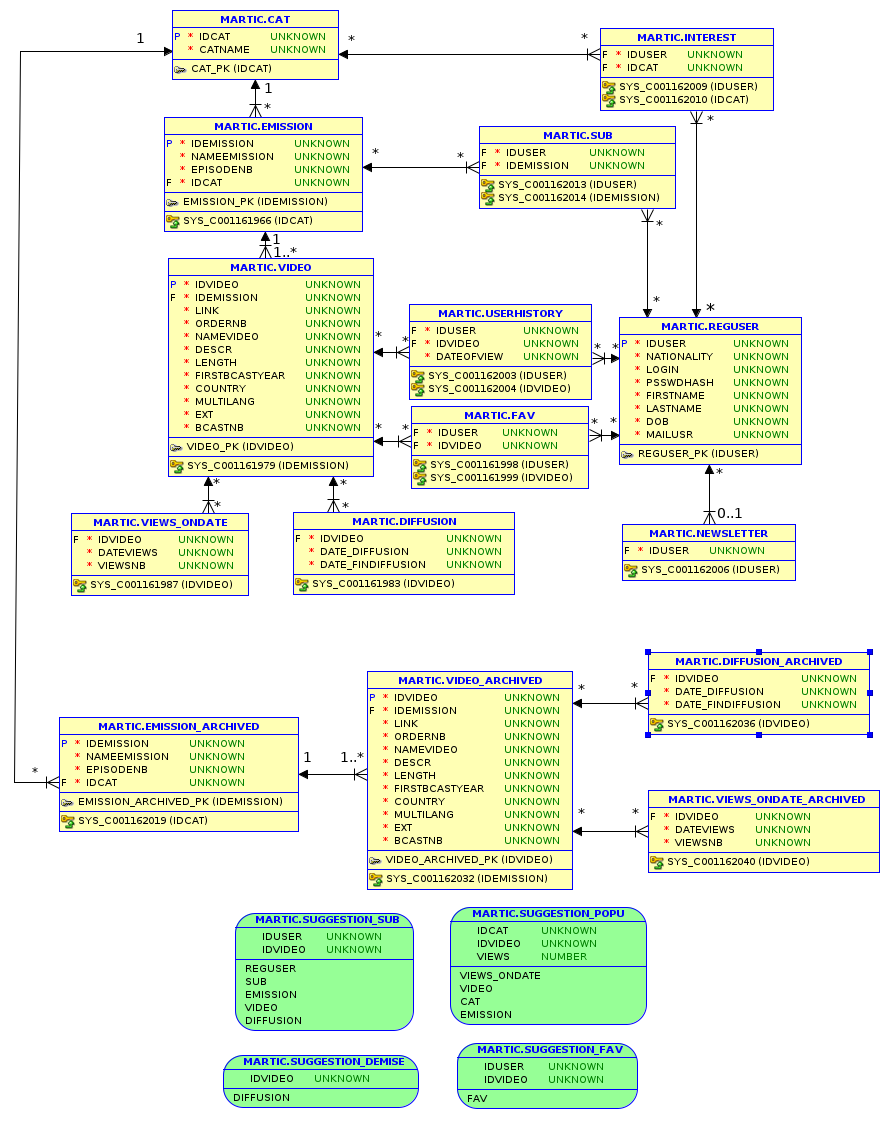 MARTIC.CAT
P * IDCAT UNKNOWN
* CATNAME UNKNOWN
CAT_PK (IDCAT)
1
*
*
1
*
MARTIC.INTEREST
F * IDUSER UNKNOWN
F * IDCAT UNKNOWN
SYS_C001162009 (IDUSER)
SYS_C001162010 (IDCAT)
*
MARTIC.EMISSION
P * IDEMISSION UNKNOWN
* NAMEEMISSION UNKNOWN
* EPISODENB UNKNOWN
F * IDCAT UNKNOWN
EMISSION_PK (IDEMISSION)
SYS_C001161966 (IDCAT)
*
*
1
1..*
MARTIC.SUB
F * IDUSER UNKNOWN
F * IDEMISSION UNKNOWN
SYS_C001162013 (IDUSER)
SYS_C001162014 (IDEMISSION)
*
*
*
MARTIC.VIDEO
P * IDVIDEO UNKNOWN
F * IDEMISSION UNKNOWN
* LINK UNKNOWN
* ORDERNB UNKNOWN
* NAMEVIDEO UNKNOWN
* DESCR UNKNOWN
* LENGTH UNKNOWN
* FIRSTBCASTYEAR UNKNOWN
* COUNTRY UNKNOWN
* MULTILANG UNKNOWN
* EXT UNKNOWN
* BCASTNB UNKNOWN
VIDEO_PK (IDVIDEO)
SYS_C001161979 (IDEMISSION)
*
*
*
*
MARTIC.USERHISTORY
F * IDUSER UNKNOWN
F * IDVIDEO UNKNOWN
* DATEOFVIEW UNKNOWN
SYS_C001162003 (IDUSER)
SYS_C001162004 (IDVIDEO)
*
*
MARTIC.FAV
F * IDUSER UNKNOWN
F * IDVIDEO UNKNOWN
SYS_C001161998 (IDUSER)
SYS_C001161999 (IDVIDEO)
*
*
MARTIC.REGUSER
P * IDUSER UNKNOWN
* NATIONALITY UNKNOWN
* LOGIN UNKNOWN
* PSSWDHASH UNKNOWN
* FIRSTNAME UNKNOWN
* LASTNAME UNKNOWN
* DOB UNKNOWN
* MAILUSR UNKNOWN
REGUSER_PK (IDUSER)
*
0..1
*
*
*
*
MARTIC.VIEWS_ONDATE
F * IDVIDEO UNKNOWN
* DATEVIEWS UNKNOWN
* VIEWSNB UNKNOWN
SYS_C001161987 (IDVIDEO)
MARTIC.DIFFUSION
F * IDVIDEO UNKNOWN
* DATE_DIFFUSION UNKNOWN
* DATE_FINDIFFUSION UNKNOWN
SYS_C001161983 (IDVIDEO)
MARTIC.NEWSLETTER
F * IDUSER UNKNOWN
SYS_C001162006 (IDUSER)
MARTIC.EMISSION_ARCHIVED
P * IDEMISSION UNKNOWN
* NAMEEMISSION UNKNOWN
* EPISODENB UNKNOWN
F * IDCAT UNKNOWN
EMISSION_ARCHIVED_PK (IDEMISSION)
SYS_C001162019 (IDCAT)
*
1
1..*
MARTIC.VIDEO_ARCHIVED
P * IDVIDEO UNKNOWN
F * IDEMISSION UNKNOWN
* LINK UNKNOWN
* ORDERNB UNKNOWN
* NAMEVIDEO UNKNOWN
* DESCR UNKNOWN
* LENGTH UNKNOWN
* FIRSTBCASTYEAR UNKNOWN
* COUNTRY UNKNOWN
* MULTILANG UNKNOWN
* EXT UNKNOWN
* BCASTNB UNKNOWN
VIDEO_ARCHIVED_PK (IDVIDEO)
SYS_C001162032 (IDEMISSION)
*
*
MARTIC.DIFFUSION_ARCHIVED
F * IDVIDEO UNKNOWN
* DATE_DIFFUSION UNKNOWN
* DATE_FINDIFFUSION UNKNOWN
SYS_C001162036 (IDVIDEO)
*
*
MARTIC.VIEWS_ONDATE_ARCHIVED
F * IDVIDEO UNKNOWN
* DATEVIEWS UNKNOWN
* VIEWSNB UNKNOWN
SYS_C001162040 (IDVIDEO)
MARTIC.SUGGESTION_SUB
IDUSER UNKNOWN
IDVIDEO UNKNOWN
REGUSER
SUB
EMISSION
VIDEO
DIFFUSION
MARTIC.SUGGESTION_POPU
IDCAT UNKNOWN
IDVIDEO UNKNOWN
VIEWS NUMBER
VIEWS_ONDATE
VIDEO
CAT
EMISSION
MARTIC.SUGGESTION_DEMISE
IDVIDEO UNKNOWN
DIFFUSION
MARTIC.SUGGESTION_FAV
IDUSER UNKNOWN
IDVIDEO UNKNOWN
FAV